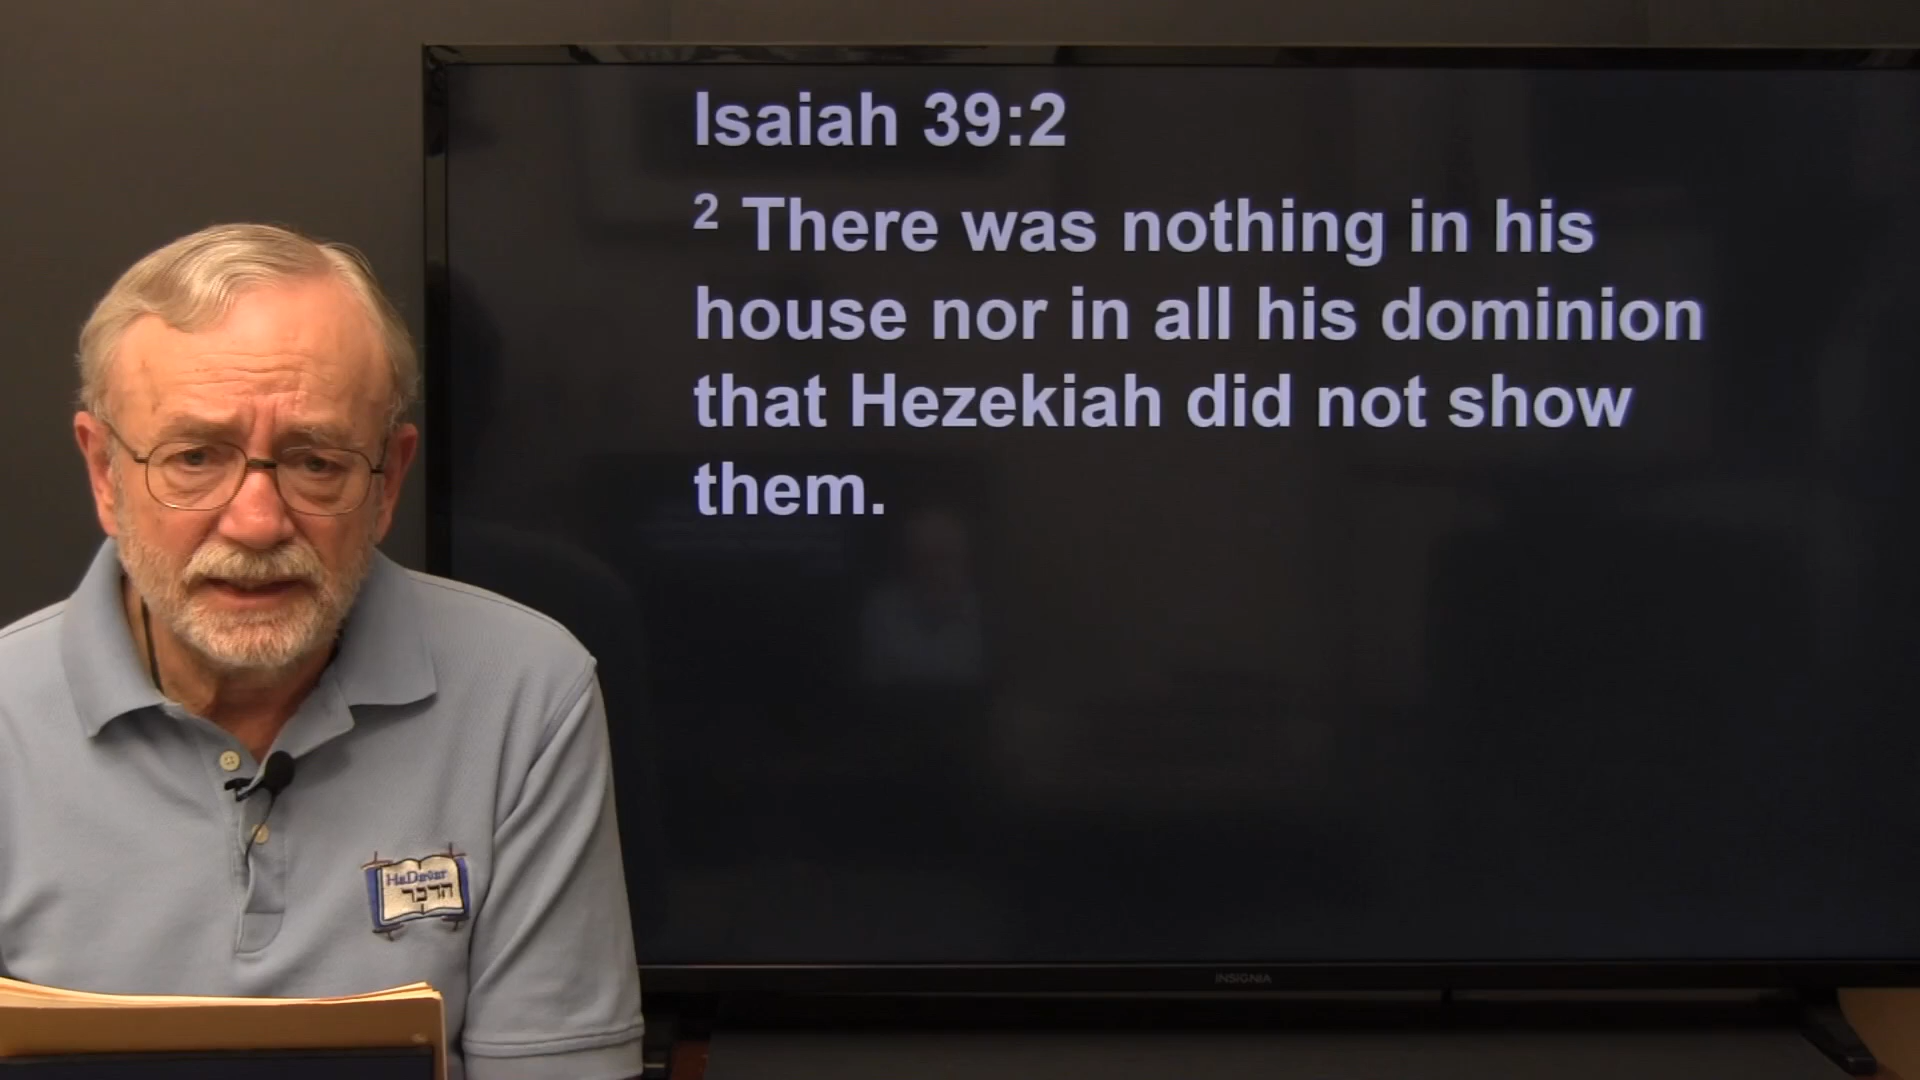 Isaiah 39:2
2 There was nothing in his
house nor in all his dominion
that Hezekiah did not show
them.
HaDavar
הדבר
INSIGNIA